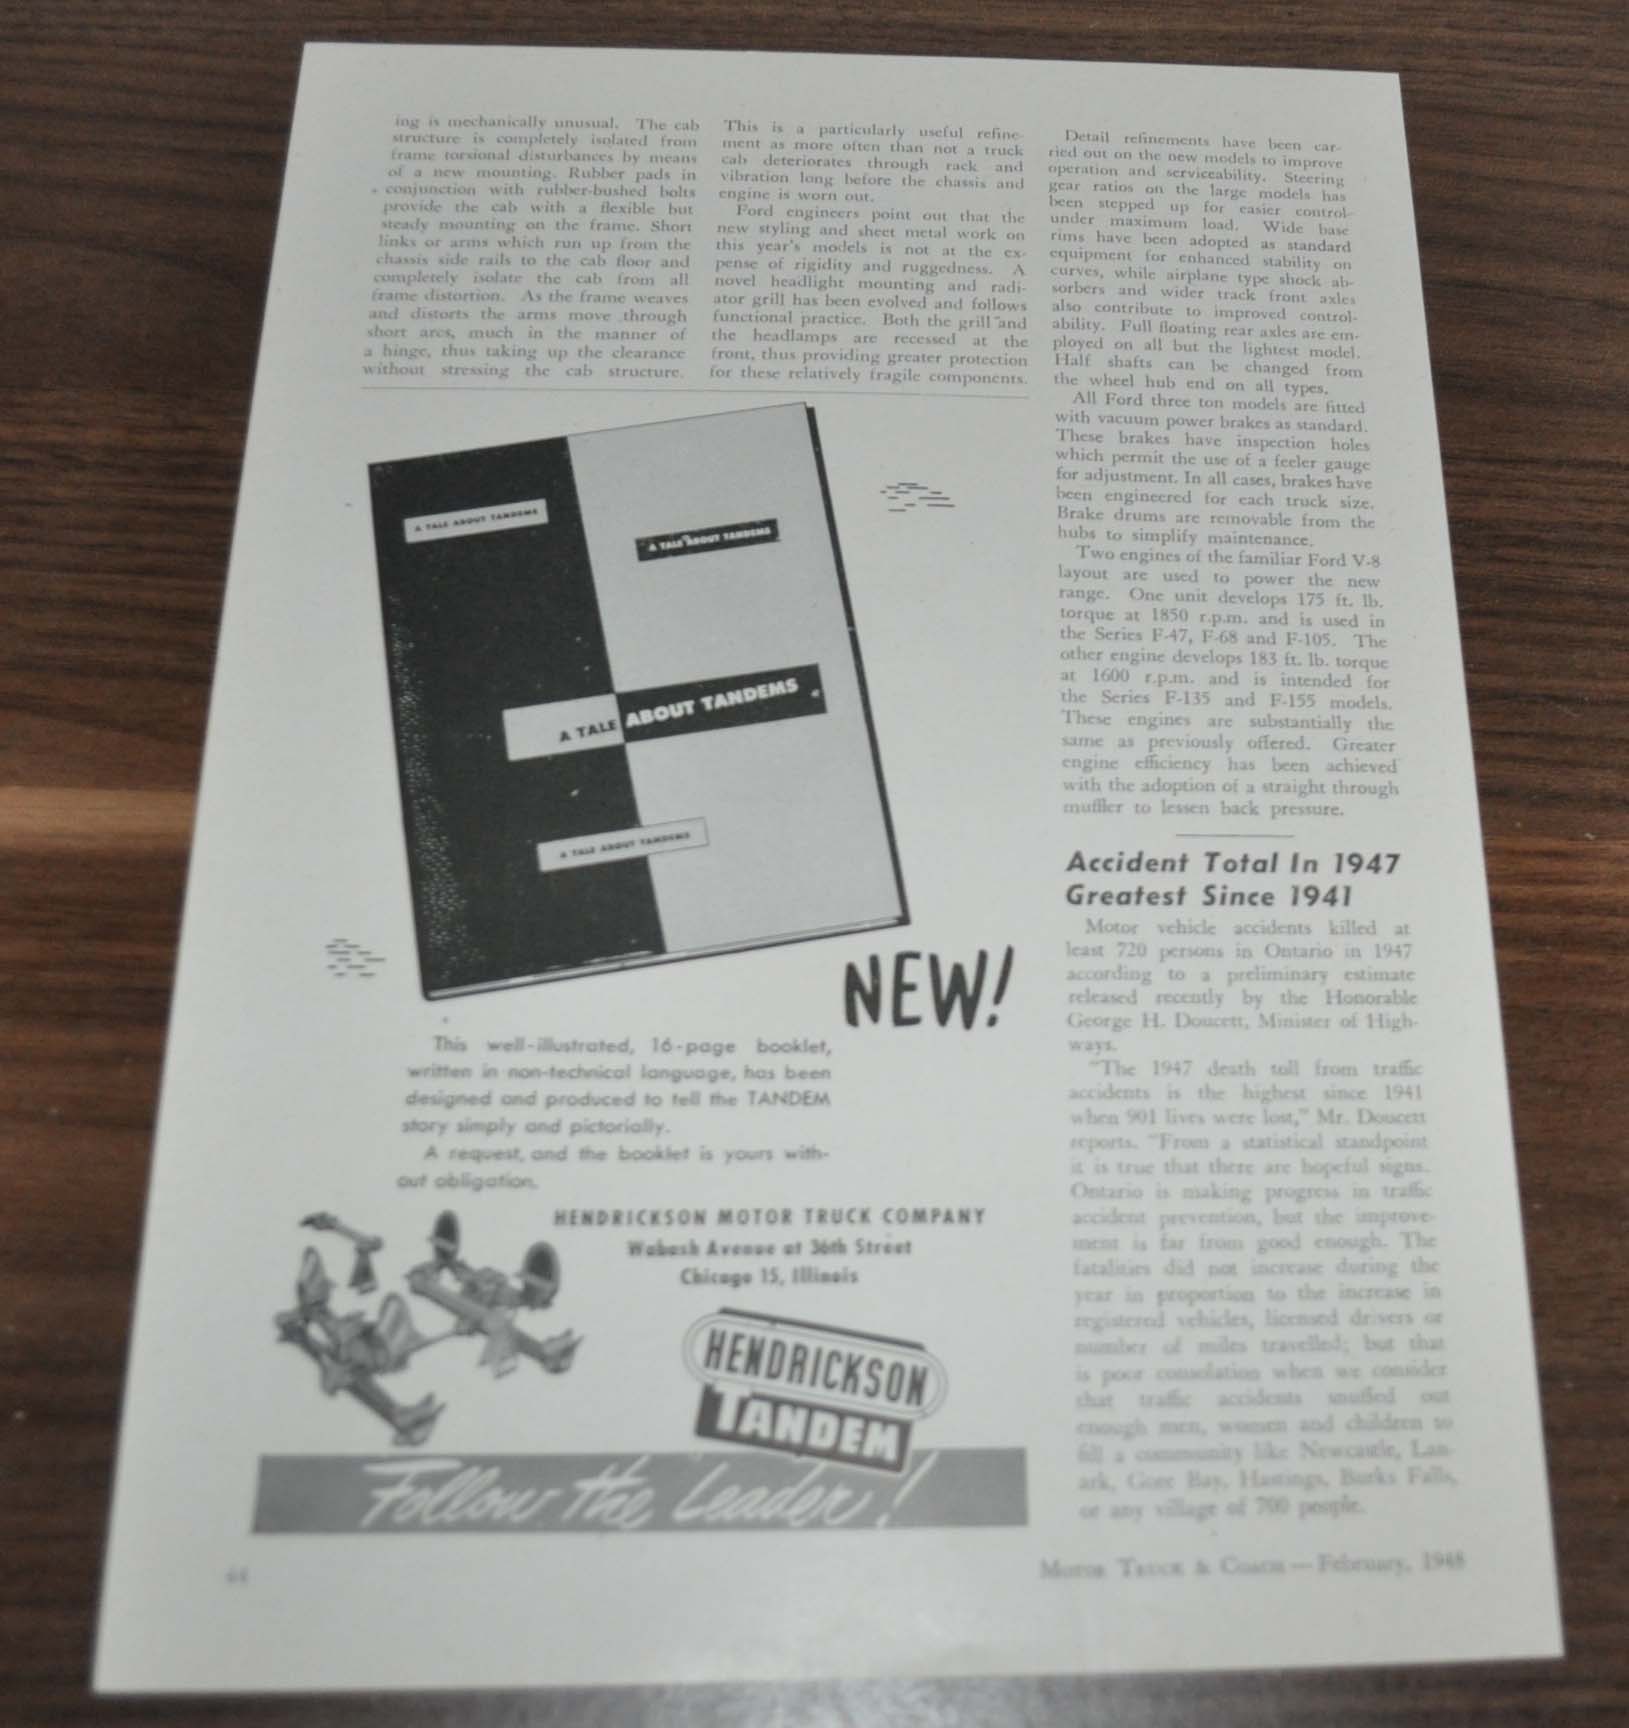 ing is mechanically unusual. The cab
structure is completely isolated from
frame torsional disturbances by means
of a new mounting. Rubber pads in
conjunction with rubber-bushed bolts
provide the cab with a flexible but
steady mounting on the frame. Short
links or arms which run up from the
chassis side rails to the cab floor and
completely isolate the cab from all
frame distortion. As the frame weaves
and distorts the arms move through
short arcs, much in the manner of
a hinge, thus taking up the clearance
without stressing the cab structure.
This is a particularly useful refine-
ment as more often than not a truck
cab deteriorates through rack and
vibration long before the chassis and
engine is worn out.
Ford engineers point out that the
new styling and sheet metal work on
this year's models is not at the ex-
pense of rigidity and ruggedness. A
novel headlight mounting and radi-
ator grill has been evolved and follows
functional practice. Both the grill and
the headlamps are recessed at the
front, thus providing greater protection
for these relatively fragile components.
Detail refinements have been car-
ried out on the new models to improve
operation and serviceability. Steering
gear ratios on the large models has
been stepped up for easier control
under maximum load. Wide base
rims have been adopted as standard
equipment for enhanced stability on
curves, while airplane type shock ab-
sorbers and wider track front axles
also contribute to improved control-
ability. Full floating rear axles are em-
ployed on all but the lightest model.
Half shafts can be changed from
the wheel hub end on all types.
All Ford three ton models are fitted
with vacuum power brakes as standard.
These brakes have inspection holes
which permit the use of a feeler gauge
for adjustment. In all cases, brakes have
been engineered for each truck size.
Brake drums are removable from the
hubs to simplify maintenance.
Two engines of the familiar Ford V-8
layout are used to power the new
range. One unit develops 175 ft. lb.
torque at 1850 r.p.m. and is used in
the Series F-47, F-68 and F-105. The
other engine develops 183 ft. lb. torque
at 1600 r.p.m. and is intended for
the Series F-135 and F-155 models.
These engines are substantially the
same as previously offered. Greater
engine efficiency has been achieved
with the adoption of a straight through
muffler to lessen back pressure.
Accident Total In 1947
Greatest Since 1941
Motor vehicle accidents killed at
least 720 persons in Ontario in 1947
according to a preliminary estimate
released recently by the Honorable
George H. Doucett, Minister of High-
ways.
"The 1947 death toll from traffic
accidents is the highest since 1941
when 901 lives were lost," Mr. Doucett
reports. "From a statistical standpoint
it is true that there are hopeful signs.
Ontario is making progress in traffic
accident prevention, but the improve-
ment is far from good enough. The
fatalities did not increase during the
year in proportion to the increase in
registered vehicles, licensed drivers or
number of miles travelled; but that
is poor consolation when we consider
that traffic accidents snuffed out
enough men, women and children to
fill a community like Newcastle, Lan-
ark, Gore Bay, Hastings, Burks Falls,
or any village of 700 people.
A TALE ABOUT TANDEMS
A TALE ABOUT TANDEMS
A TALE ABOUT TANDEMS
A TALE ABOUT TANDEMS
NEW!
This well-illustrated, 16-page booklet,
written in non-technical language, has been
designed and produced to tell the TANDEM
story simply and pictorially.
A request, and the booklet is yours with-
out obligation.
HENDRICKSON MOTOR TRUCK COMPANY
Wabash Avenue at 36th Street
Chicago 15, Illinois
HENDRICKSON
TANDEM
Follow the Leader!
44
MOTOR TRUCK & COACH — February, 1948